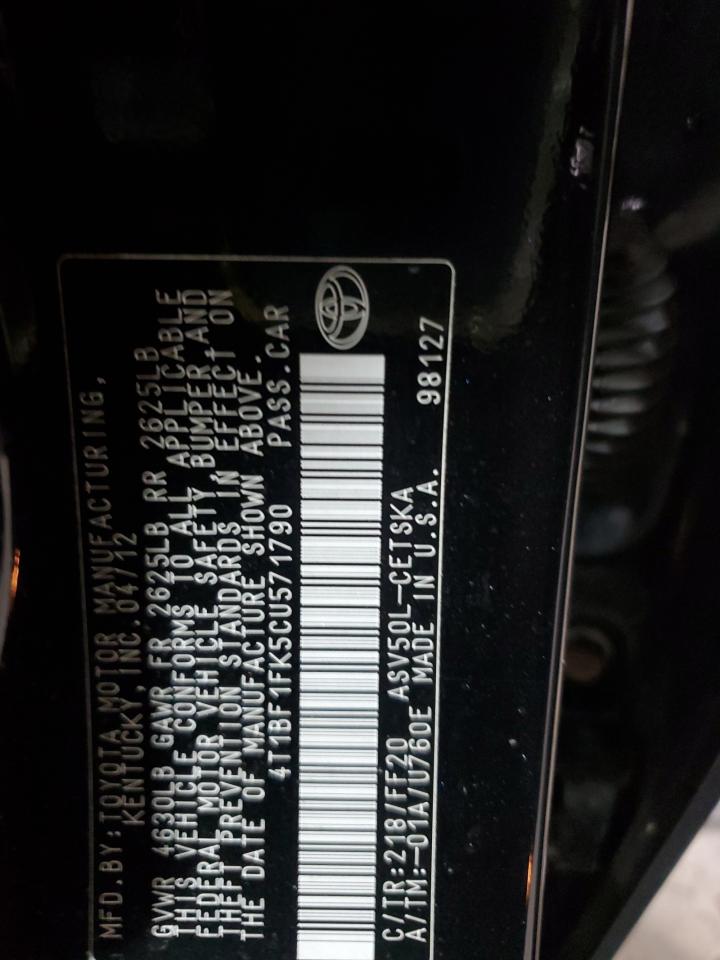 MFD. BY: TOYOTA MOTOR MANUFACTURING,
KENTUCKY, INC. 04/12
GVWR 4630LB GAWR FR 2625LB RR 2625LB
THIS VEHICLE CONFORMS TO ALL APPLICABLE
FEDERAL MOTOR VEHICLE SAFETY, BUMPER, AND
THEFT PREVENTION STANDARDS IN EFFECT ON
THE DATE OF MANUFACTURE SHOWN ABOVE.
4T1BF1FK5CU571790 PASS. CAR
C/TR: 218/FF20 ASV50L-CETSKA
A/TM: -01A/U760E MADE IN U.S.A. 98127